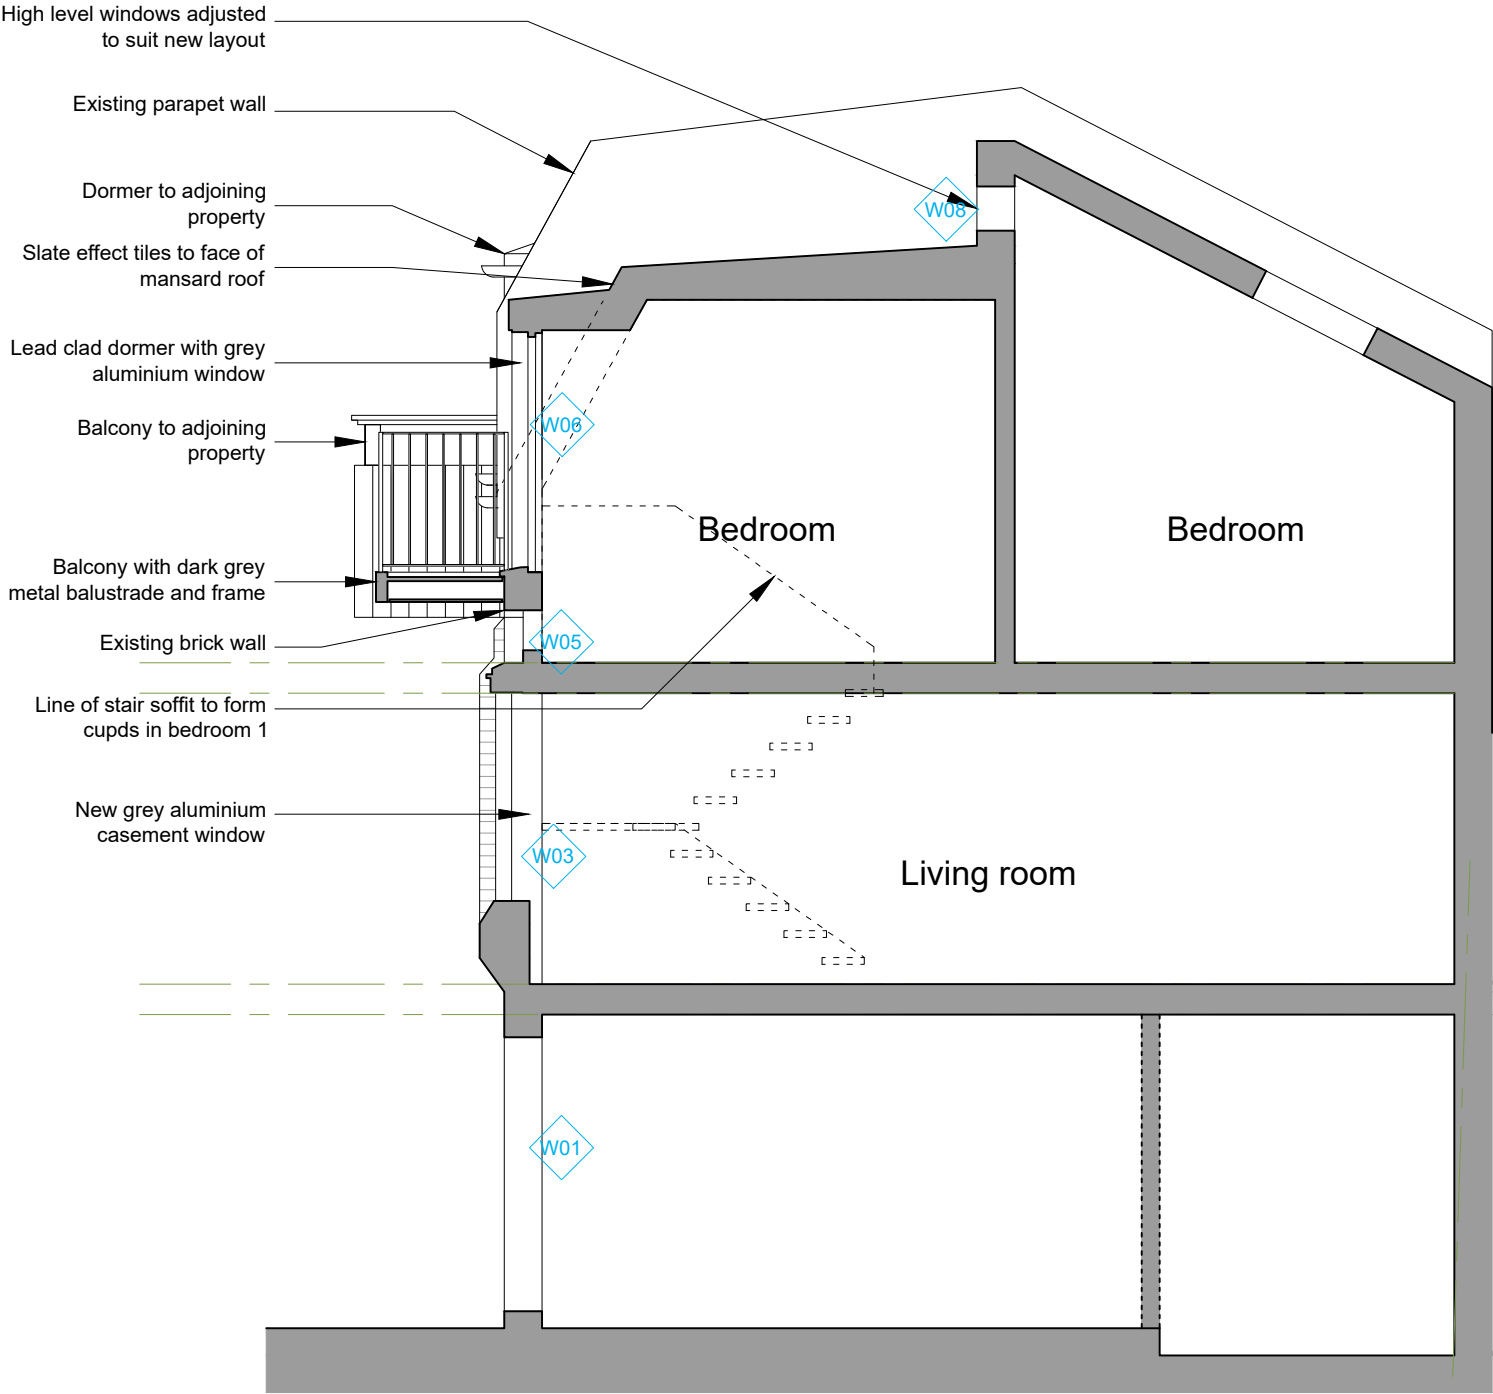 High level windows adjusted
to suit new layout
Existing parapet wall
Dormer to adjoining
property
Slate effect tiles to face of
mansard roof
Lead clad dormer with grey
aluminium window
Balcony to adjoining
property
Balcony with dark grey
metal balustrade and frame
Existing brick wall
Line of stair soffit to form
cupds in bedroom 1
New grey aluminium
casement window
W08
W06
Bedroom
Bedroom
W05
W03
Living room
W01